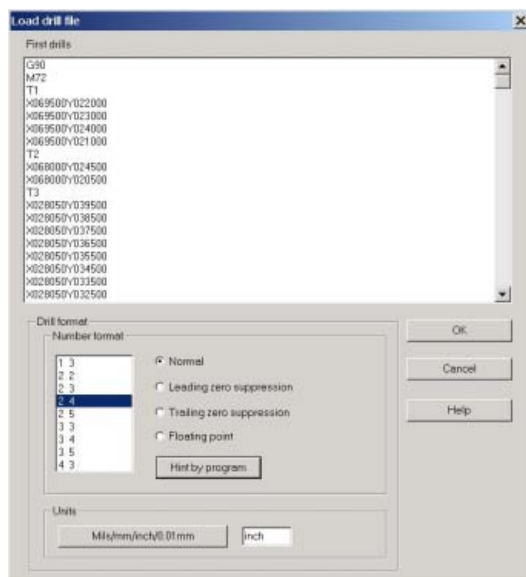 Load drill file
First drills
G90
M72
T1
X069500Y022000
X069500Y023000
X069500Y024000
X069500Y021000
T2
X068000Y024500
X068000Y020500
T3
X028050Y039500
X028050Y038500
X028050Y037500
X028050Y036500
X028050Y035500
X028050Y034500
X028050Y033500
X028050Y032500
Drill format
Number format
1 3
2 2
2 3
2 4
2 5
3 3
3 4
3 5
4 3
Normal
Leading zero suppression
Trailing zero suppression
Floating point
Hint by program
OK
Cancel
Help
Units
Mils/mm/inch/0.01mm
inch